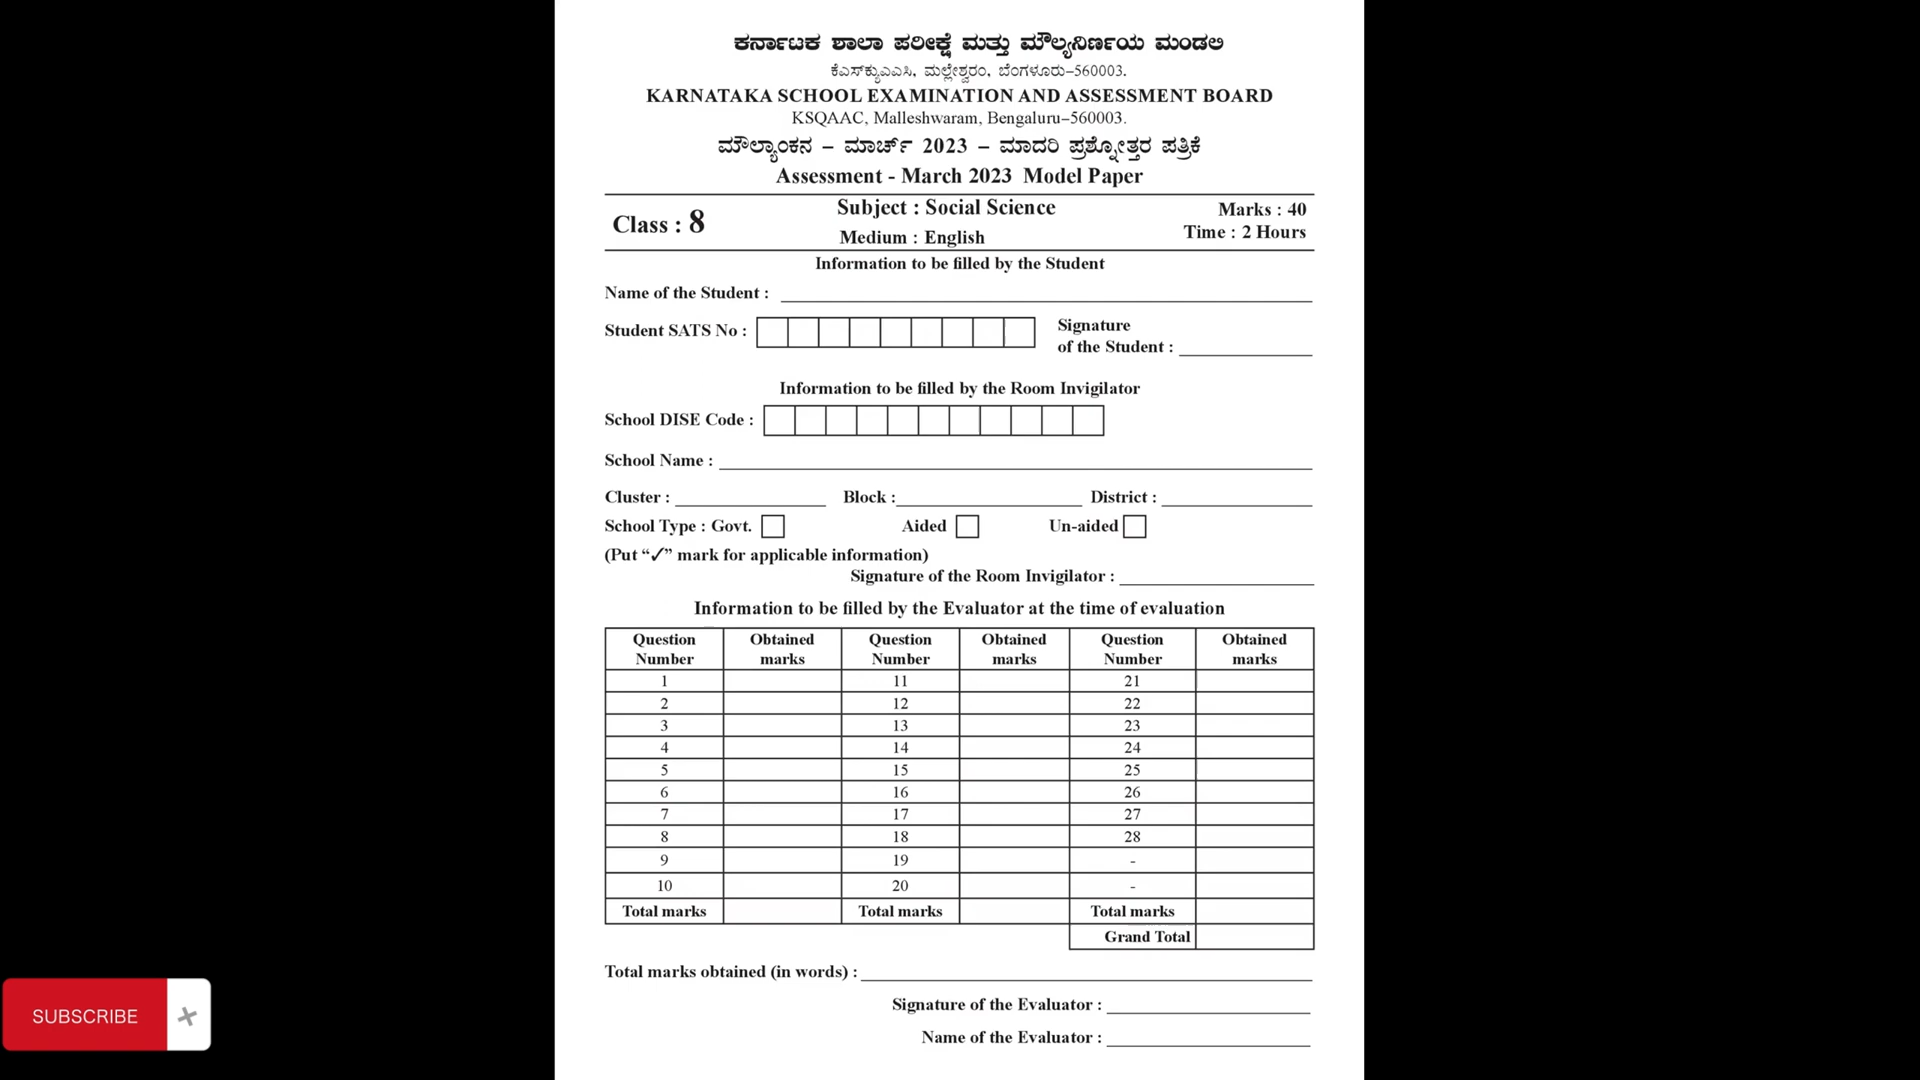 ಕರ್ನಾಟಕ ಶಾಲಾ ಪರೀಕ್ಷೆ ಮತ್ತು ಮೌಲ್ಯನಿರ್ಣಯ ಮಂಡಲಿ
ಕೆಎಸ್‌ಕ್ಯುಎಎಸಿ, ಮಲ್ಲೇಶ್ವರಂ, ಬೆಂಗಳೂರು–560003.
KARNATAKA SCHOOL EXAMINATION AND ASSESSMENT BOARD
KSQAAC, Malleshwaram, Bengaluru–560003.
ಮೌಲ್ಯಾಂಕನ – ಮಾರ್ಚ್ 2023 – ಮಾದರಿ ಪ್ರಶ್ನೋತ್ತರ ಪತ್ರಿಕೆ
Assessment - March 2023 Model Paper
Class : 8
Subject : Social Science
Medium : English
Marks : 40
Time : 2 Hours
Information to be filled by the Student
Name of the Student :
Student SATS No :
Signature
of the Student :
Information to be filled by the Room Invigilator
School DISE Code :
School Name :
Cluster : Block : District :
School Type : Govt. Aided Un-aided
(Put “✓” mark for applicable information)
Signature of the Room Invigilator :
Information to be filled by the Evaluator at the time of evaluation
Question Number Obtained marks Question Number Obtained marks Question Number Obtained marks
1 11 21
2 12 22
3 13 23
4 14 24
5 15 25
6 16 26
7 17 27
8 18 28
9 19 -
10 20 -
Total marks Total marks Total marks
Grand Total
Total marks obtained (in words) :
Signature of the Evaluator :
Name of the Evaluator :
SUBSCRIBE